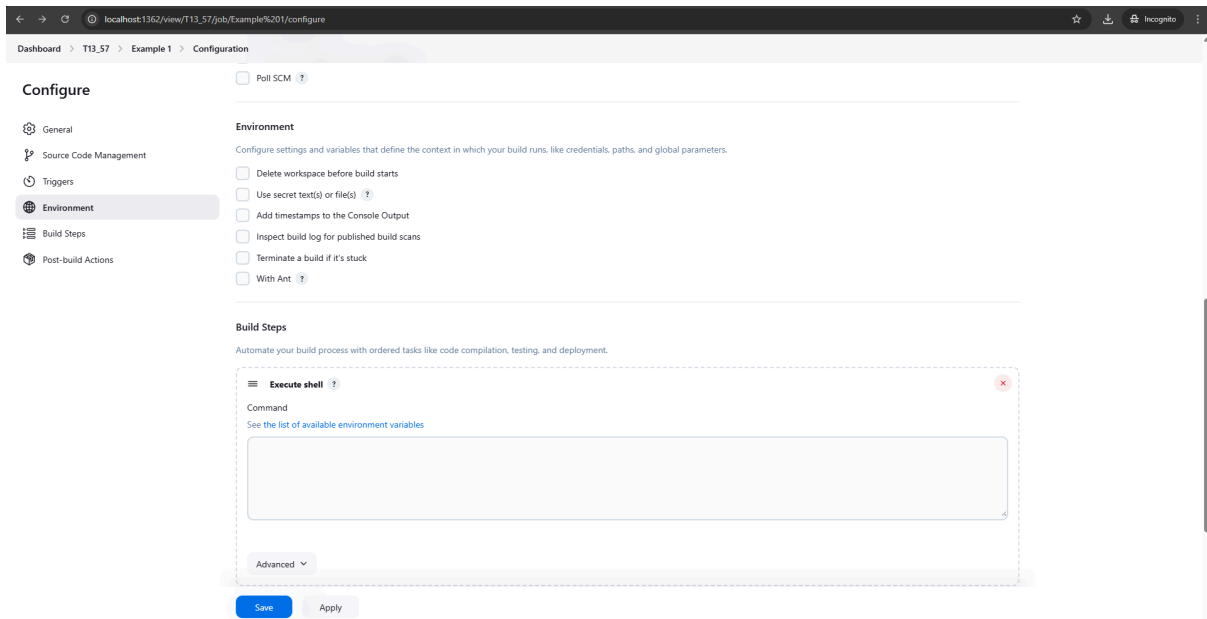 localhost:1362/view/T13_57/job/Example%201/configure
Incognito
Dashboard > T13_57 > Example 1 > Configuration
Configure
General
Source Code Management
Triggers
Environment
Build Steps
Post-build Actions
Poll SCM ?
Environment
Configure settings and variables that define the context in which your build runs, like credentials, paths, and global parameters.
Delete workspace before build starts
Use secret text(s) or file(s) ?
Add timestamps to the Console Output
Inspect build log for published build scans
Terminate a build if it's stuck
With Ant ?
Build Steps
Automate your build process with ordered tasks like code compilation, testing, and deployment.
Execute shell ?
Command
See the list of available environment variables
Advanced
Save
Apply